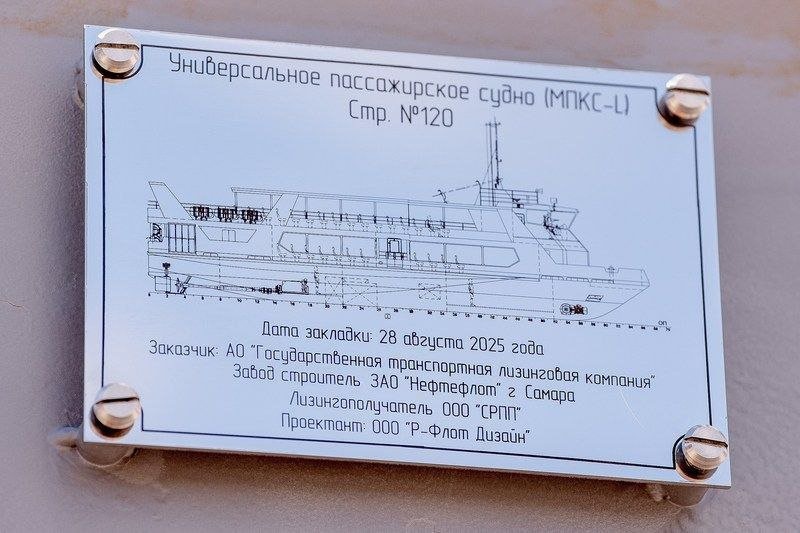 Универсальное пассажирское судно (МПКС-L)
Стр. №120
Дата закладки: 28 августа 2025 года
Заказчик: АО "Государственная транспортная лизинговая компания"
Завод строитель ЗАО "Нефтефлот" г Самара
Лизингополучатель ООО "СРПП"
Проектант: ООО "Р-Флот Дизайн"